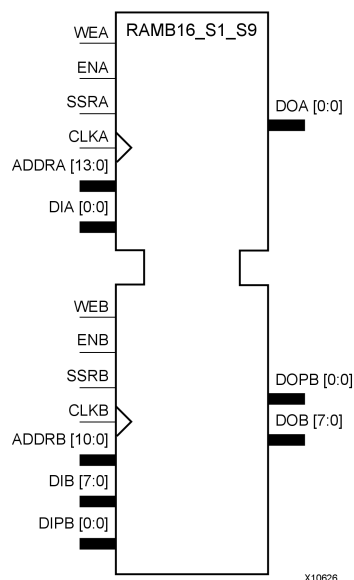 RAMB16_S1_S9
WEA
ENA
SSRA
CLKA
ADDRA [13:0]
DIA [0:0]
DOA [0:0]
WEB
ENB
SSRB
CLKB
ADDRB [10:0]
DIB [7:0]
DIPB [0:0]
DOPB [0:0]
DOB [7:0]
X10626